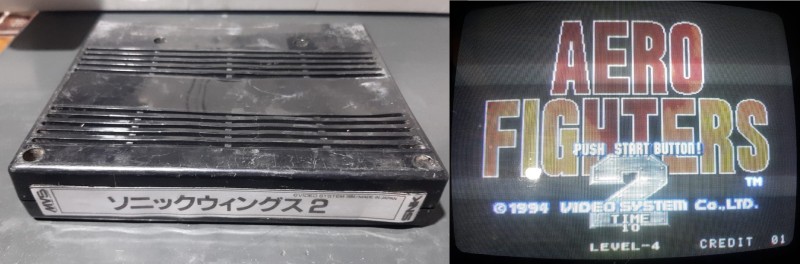 ソニックウィングス2
SNK
AERO
FIGHTERS
PUSH START BUTTON!
2
TM
© 1994 VIDEO SYSTEM Co.,LTD.
TIME
10
LEVEL-4
CREDIT 01